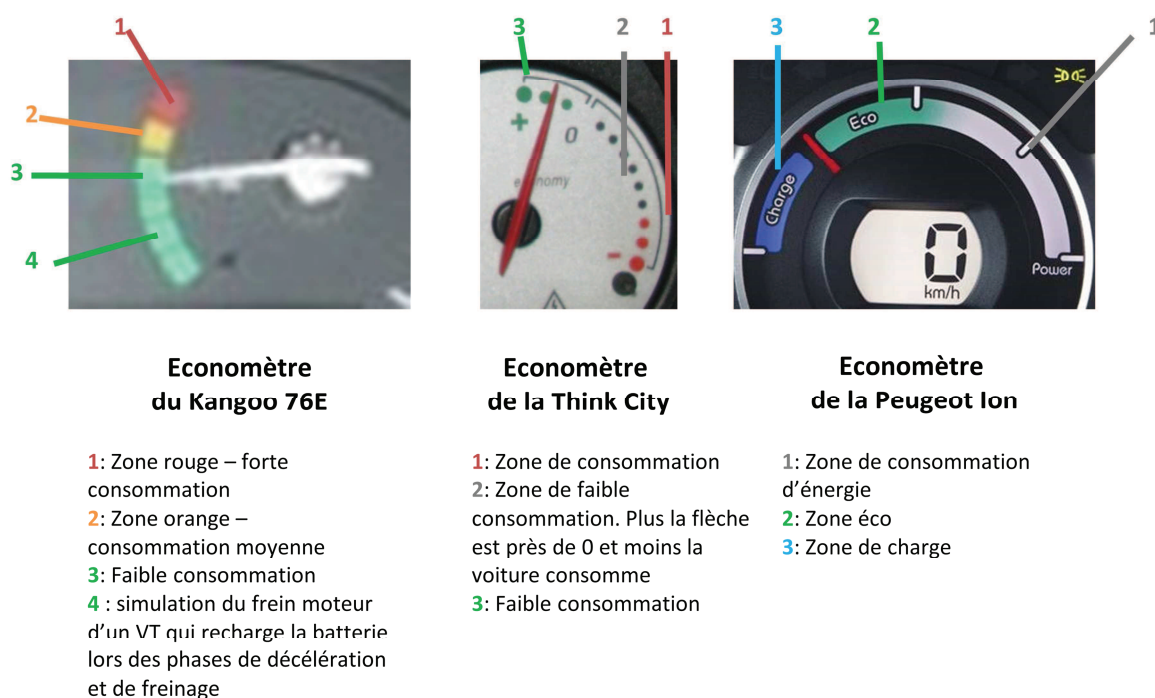 1
2
3
4
3
2
1
+
0
economy
-
3
2
1
Eco
Charge
0
km/h
Power
Economètre
du Kangoo 76E
1: Zone rouge – forte
consommation
2: Zone orange –
consommation moyenne
3: Faible consommation
4 : simulation du frein moteur
d'un VT qui recharge la batterie
lors des phases de décélération
et de freinage
Economètre
de la Think City
1: Zone de consommation
2: Zone de faible
consommation. Plus la flèche
est près de 0 et moins la
voiture consomme
3: Faible consommation
Economètre
de la Peugeot Ion
1: Zone de consommation
d'énergie
2: Zone éco
3: Zone de charge